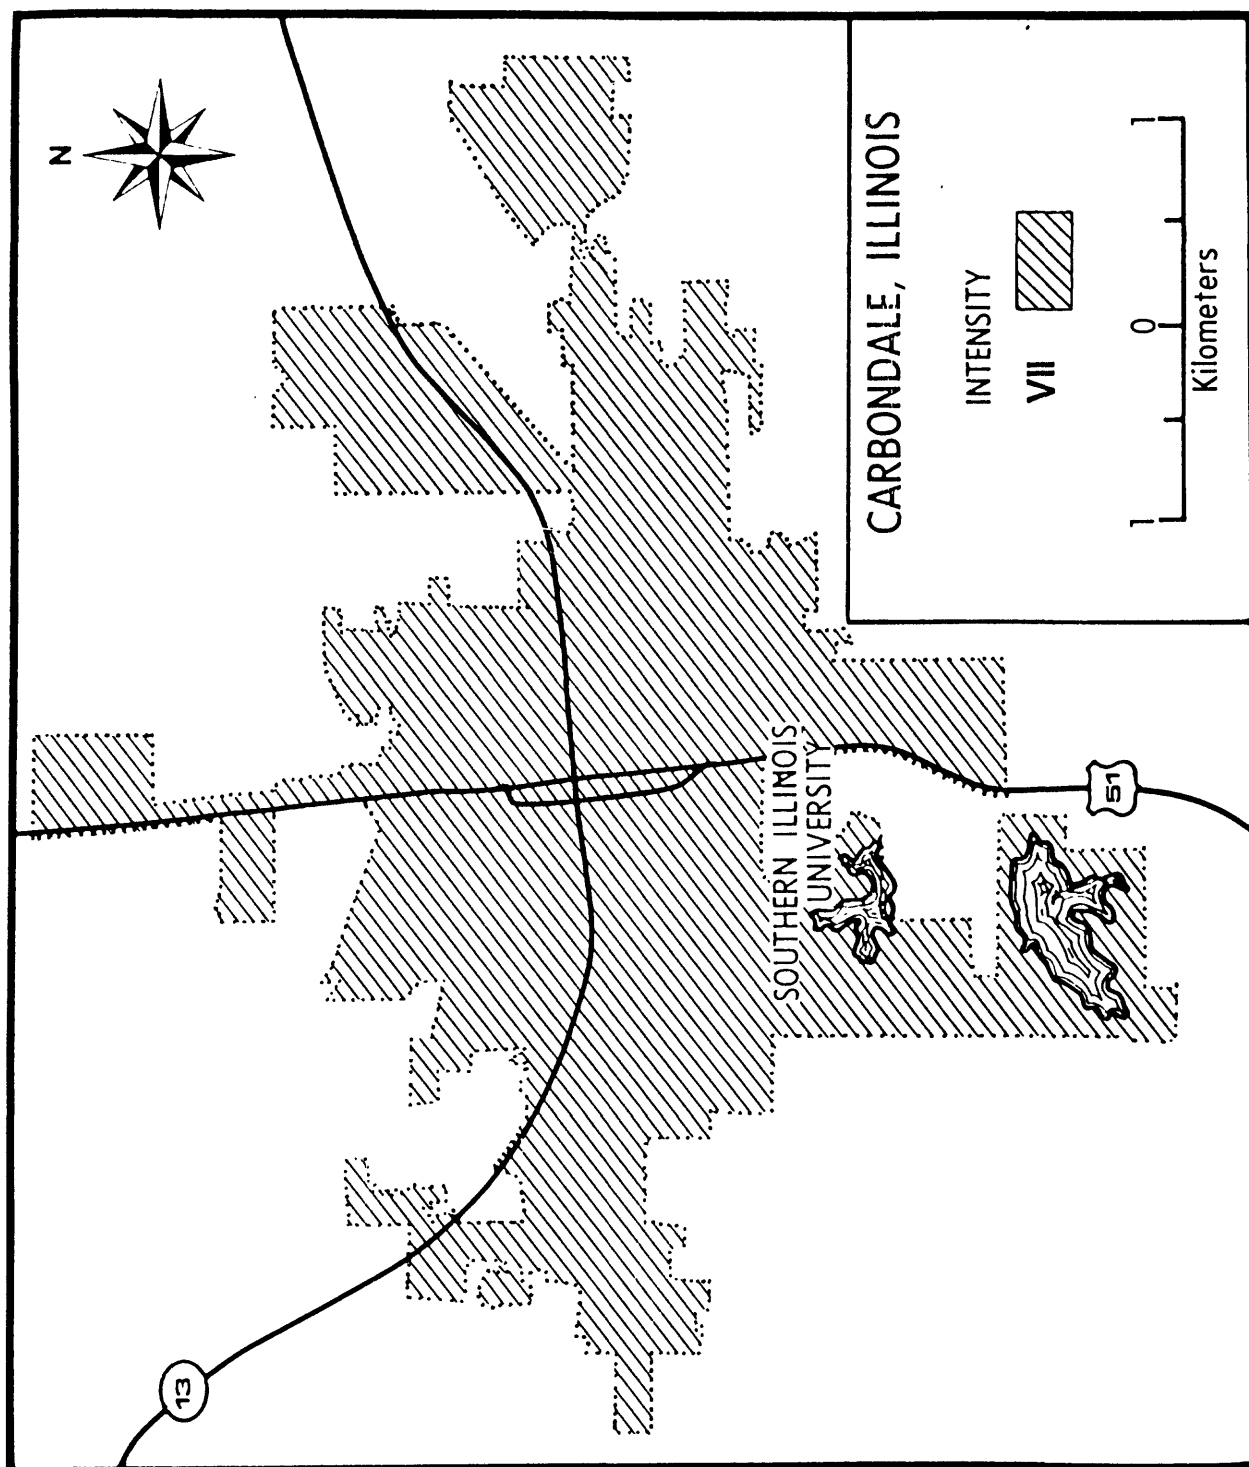 N
13
SOUTHERN ILLINOIS
UNIVERSITY
51
CARBONDALE, ILLINOIS
INTENSITY
VII
1 0 1
Kilometers